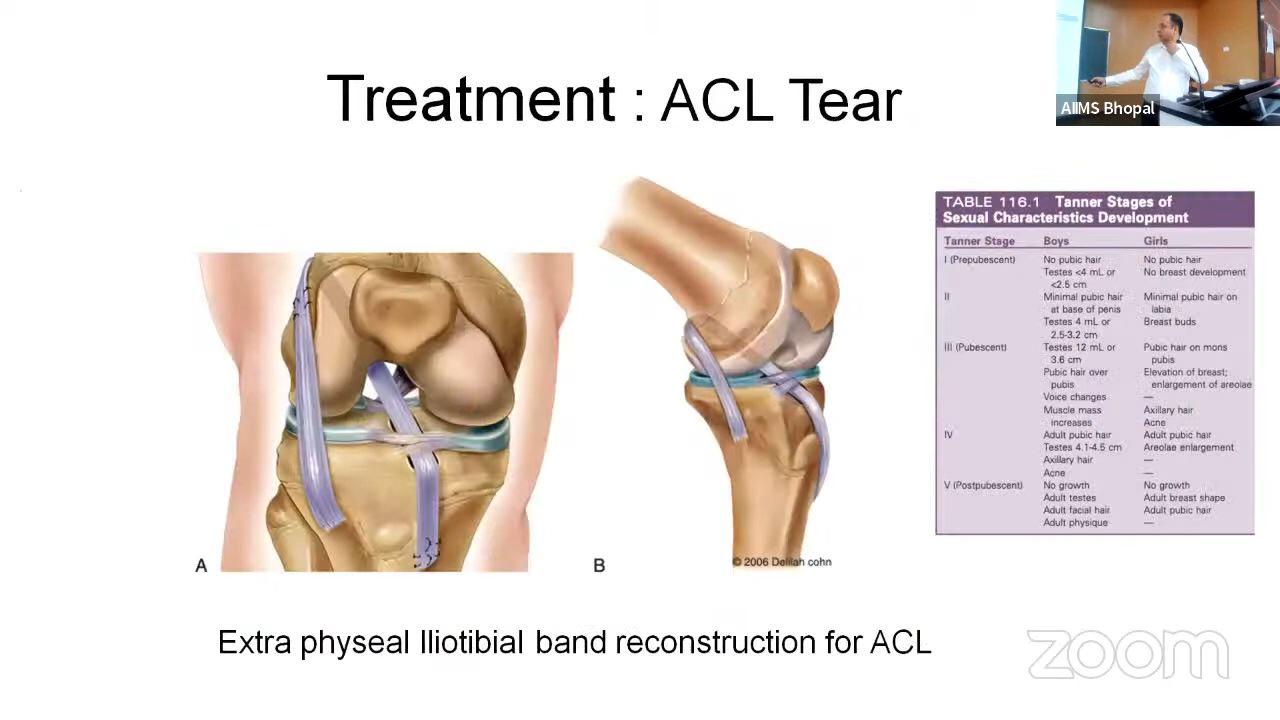 Treatment : ACL Tear
AIIMS Bhopal
TABLE 116.1 Tanner Stages of
Sexual Characteristics Development
Tanner Stage Boys Girls
I (Prepubescent) No pubic hair No pubic hair
Testes <4 mL or No breast development
<2.5 cm
II Minimal pubic hair Minimal pubic hair on
at base of penis labia
Testes 4 mL or Breast buds
2.5-3.2 cm
III (Pubescent) Testes 12 mL or Pubic hair on mons
3.6 cm pubis
Pubic hair over Elevation of breast;
pubis enlargement of areolae
Voice changes —
Muscle mass Axillary hair
increases Acne
IV Adult pubic hair Adult pubic hair
Testes 4.1-4.5 cm Areolae enlargement
Axillary hair —
Acne —
V (Postpubescent) No growth No growth
Adult testes Adult breast shape
Adult facial hair Adult pubic hair
Adult physique —
A
B
© 2006 Delilah cohn
Extra physeal Iliotibial band reconstruction for ACL
zoom